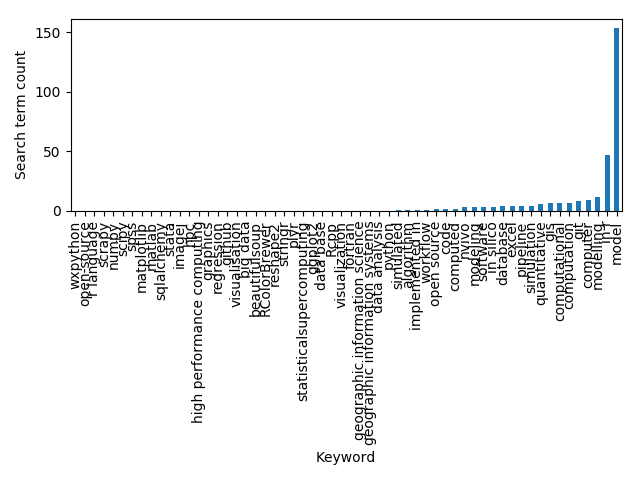 Search term count
150
100
50
0
wxpython
open-source
r language
scrapy
numpy
scipy
spss
matplotlib
matlab
sqlalchemy
stata
imagej
hpc
high performance computing
graphics
regression
github
visualisation
big data
beautifulsoup
RColorBrewer
reshape2
stringr
plyr
statisticalsupercomputing
ggplot2
data base
Rcpp
visualization
fortran
geographic information science
geographic information systems
data analysis
python
simulated
algorithm
implemented in
workflow
open source
code
computed
nvivo
modeling
software
in silico
database
excel
pipeline
simulation
quantitative
gis
computational
computation
git
computer
modelling
model
Keyword